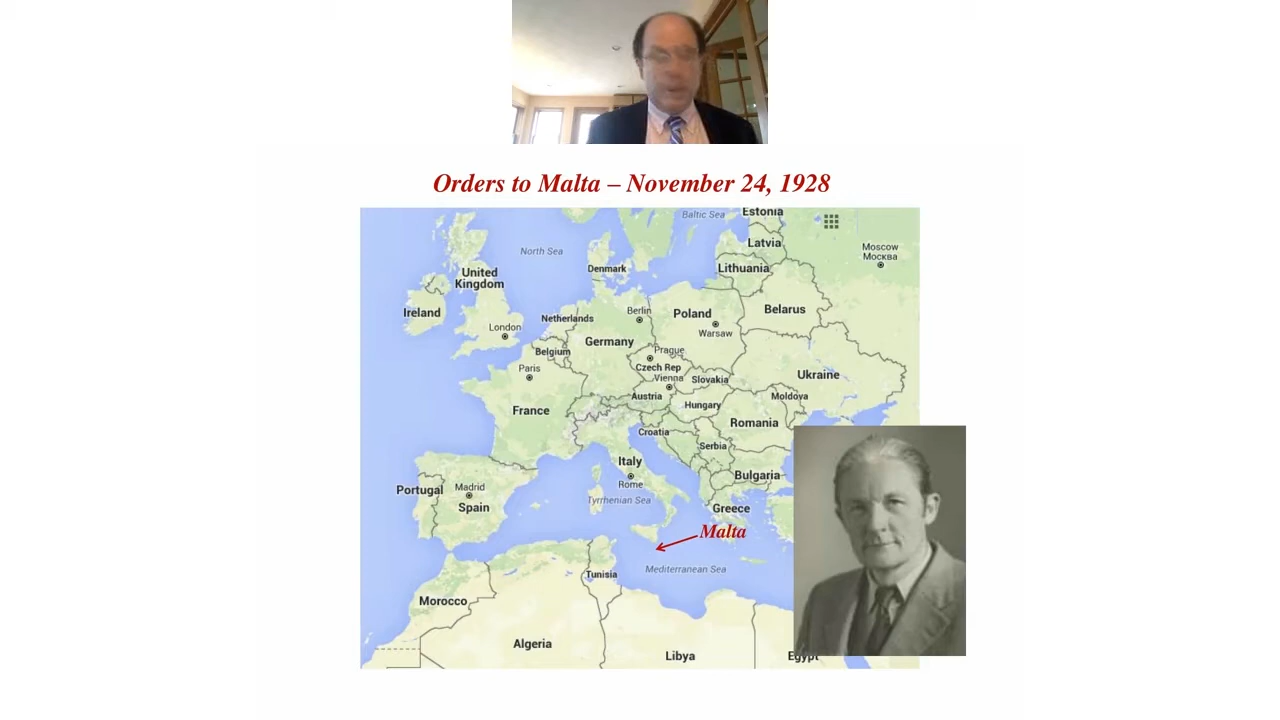 Orders to Malta – November 24, 1928
Estonia
Baltic Sea
Latvia
Moscow
Москва
North Sea
Denmark
Lithuania
United
Kingdom
Ireland
Belarus
Berlin
Poland
Netherlands
London
Warsaw
Germany
Belgium
Prague
Paris
Czech Rep
Vienna
Slovakia
Ukraine
Austria
Moldova
Hungary
France
Romania
Croatia
Serbia
Italy
Bulgaria
Rome
Portugal
Madrid
Spain
Tyrrhenian Sea
Greece
Malta
Mediterranean Sea
Tunisia
Morocco
Algeria
Libya
Egypt